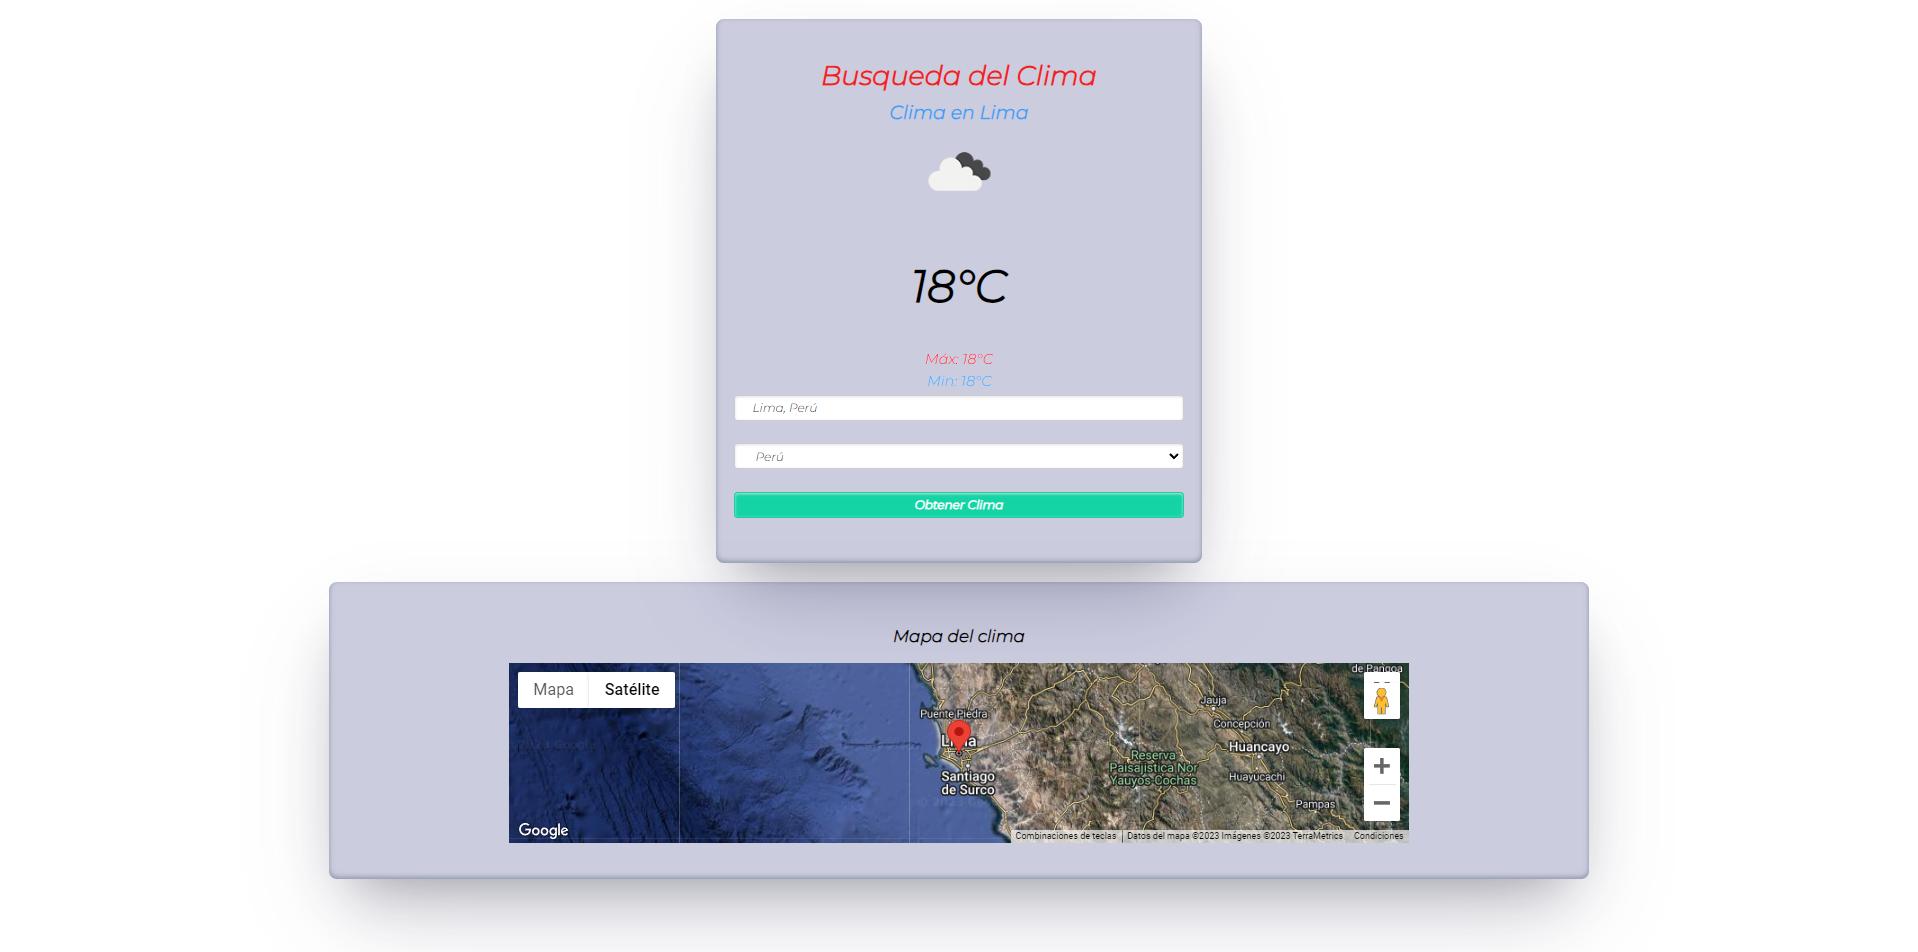 Busqueda del Clima
Clima en Lima
18°C
Máx: 18°C
Min: 18°C
Lima, Perú
Perú
Obtener Clima
Mapa del clima
Mapa
Satélite
de Pangoa
Puente Piedra
Lima
Santiago
de Surco
Jauja
Concepción
Huancayo
Reserva
Paisajística Nor
Yauyos-Cochas
Huayucachi
Pampas
Google
Combinaciones de teclas
Datos del mapa ©2023 Imágenes ©2023 TerraMetrics
Condiciones